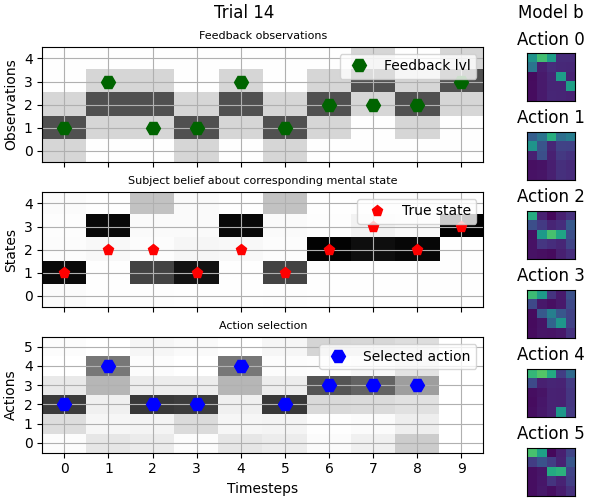 Trial 14
Model b
Feedback observations
Observations
4
3
2
1
0
Feedback lvl
Subject belief about corresponding mental state
States
4
3
2
1
0
True state
Action selection
Actions
5
4
3
2
1
0
Selected action
0 1 2 3 4 5 6 7 8 9
Timesteps
Action 0
Action 1
Action 2
Action 3
Action 4
Action 5